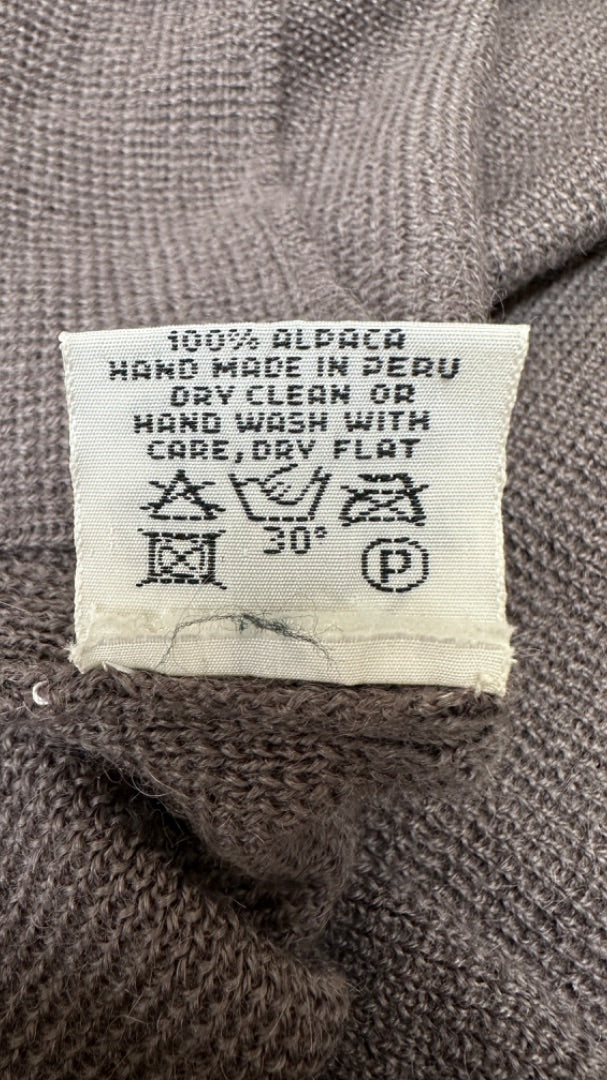 100% ALPACA
HAND MADE IN PERU
DRY CLEAN OR
HAND WASH WITH
CARE, DRY FLAT
30°
P